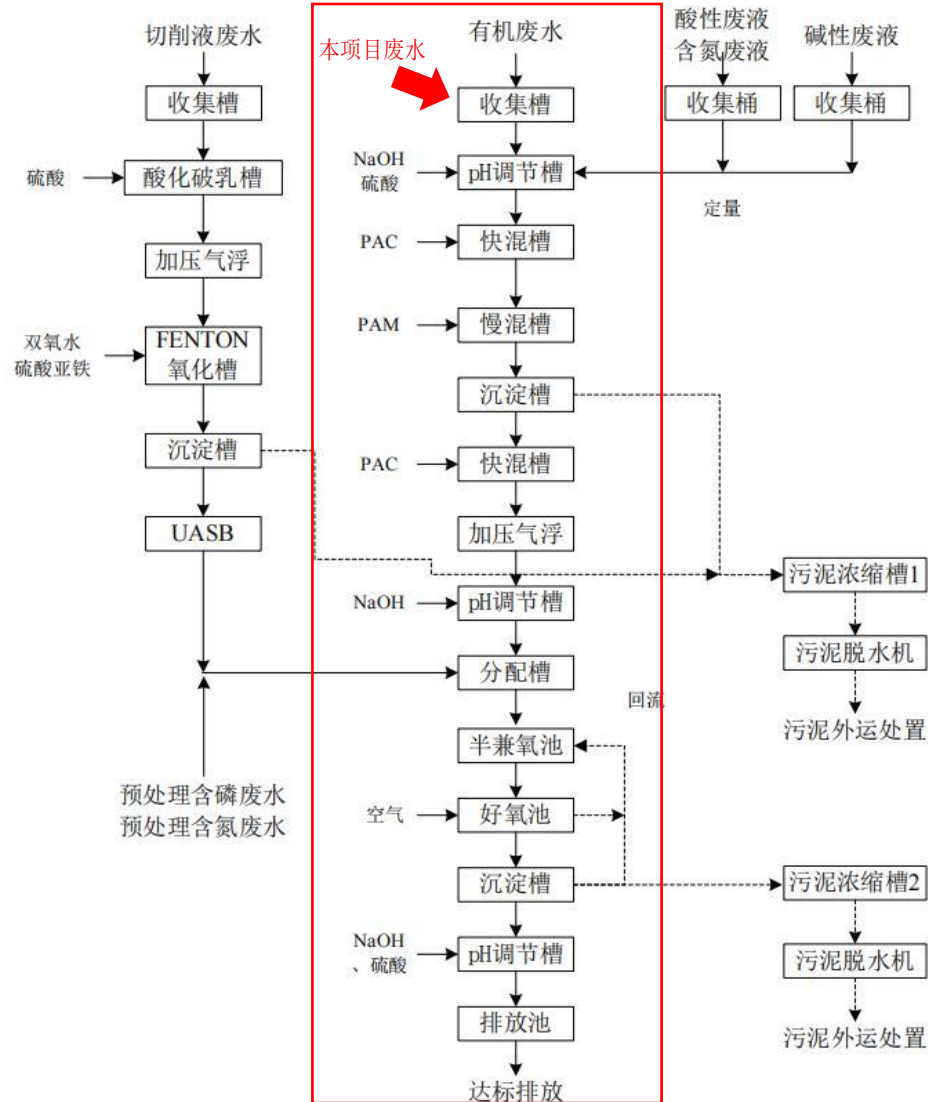 切削液废水
收集槽
硫酸
酸化破乳槽
加压气浮
双氧水
硫酸亚铁
FENTON
氧化槽
沉淀槽
UASB
预处理含磷废水
预处理含氮废水
本项目废水
有机废水
收集槽
NaOH
硫酸
pH调节槽
PAC
快混槽
PAM
慢混槽
沉淀槽
PAC
快混槽
加压气浮
NaOH
pH调节槽
分配槽
回流
半兼氧池
空气
好氧池
沉淀槽
NaOH
、硫酸
pH调节槽
排放池
达标排放
酸性废液
含氮废液
收集桶
碱性废液
收集桶
定量
污泥浓缩槽1
污泥脱水机
污泥外运处置
污泥浓缩槽2
污泥脱水机
污泥外运处置